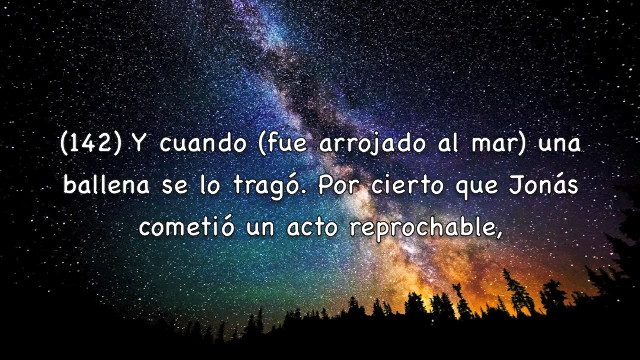 (142) Y cuando (fue arrojado al mar) una
ballena se lo tragó. Por cierto que Jonás
cometió un acto reprochable,